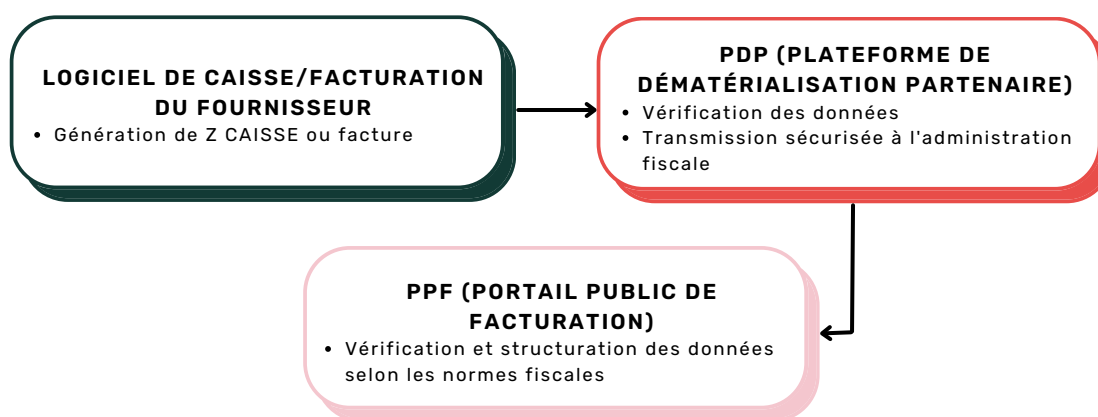 LOGICIEL DE CAISSE/FACTURATION
DU FOURNISSEUR
• Génération de Z CAISSE ou facture
PDP (PLATEFORME DE
DÉMATÉRIALISATION PARTENAIRE)
• Vérification des données
• Transmission sécurisée à l'administration
fiscale
PPF (PORTAIL PUBLIC DE
FACTURATION)
• Vérification et structuration des données
selon les normes fiscales